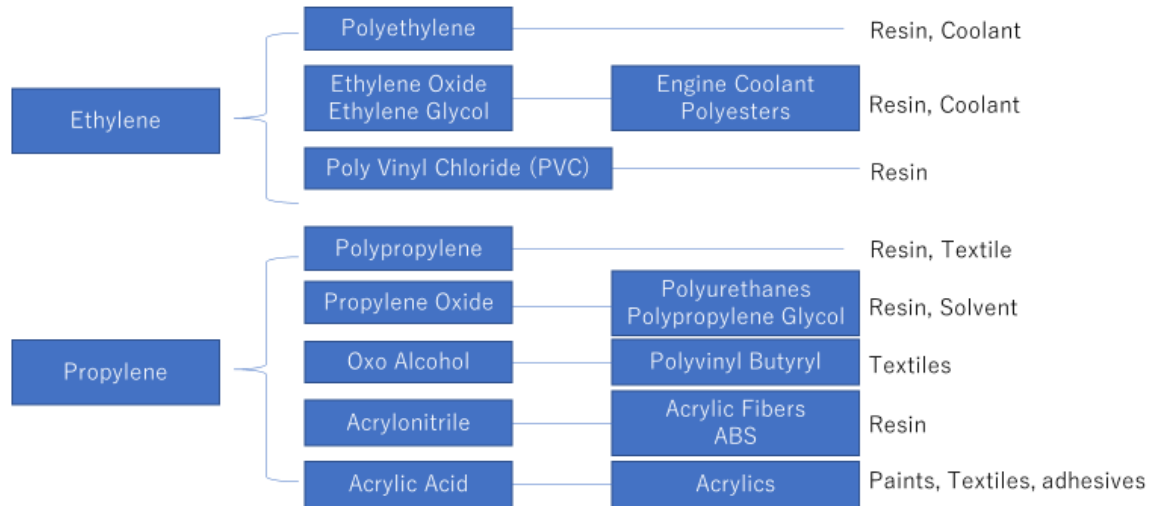 Polyethylene
Resin, Coolant
Ethylene
Ethylene Oxide
Ethylene Glycol
Engine Coolant
Polyesters
Resin, Coolant
Poly Vinyl Chloride (PVC)
Resin
Polypropylene
Resin, Textile
Propylene Oxide
Polyurethanes
Polypropylene Glycol
Resin, Solvent
Propylene
Oxo Alcohol
Polyvinyl Butyryl
Textiles
Acrylonitrile
Acrylic Fibers
ABS
Resin
Acrylic Acid
Acrylics
Paints, Textiles, adhesives